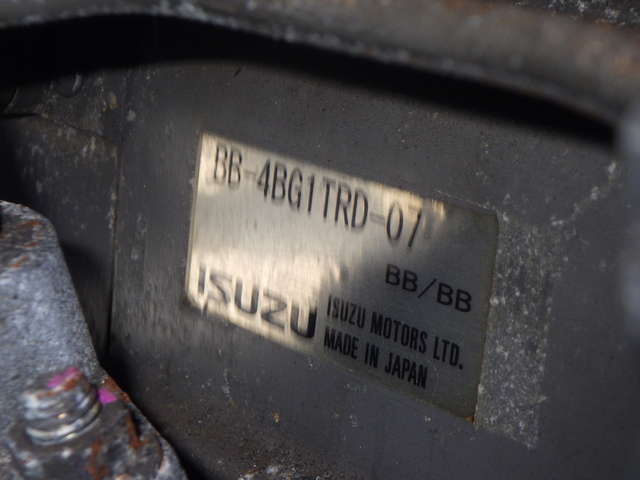 BB-4BG1TRD-07
BB/BB
ISUZU
ISUZU MOTORS LTD.
MADE IN JAPAN